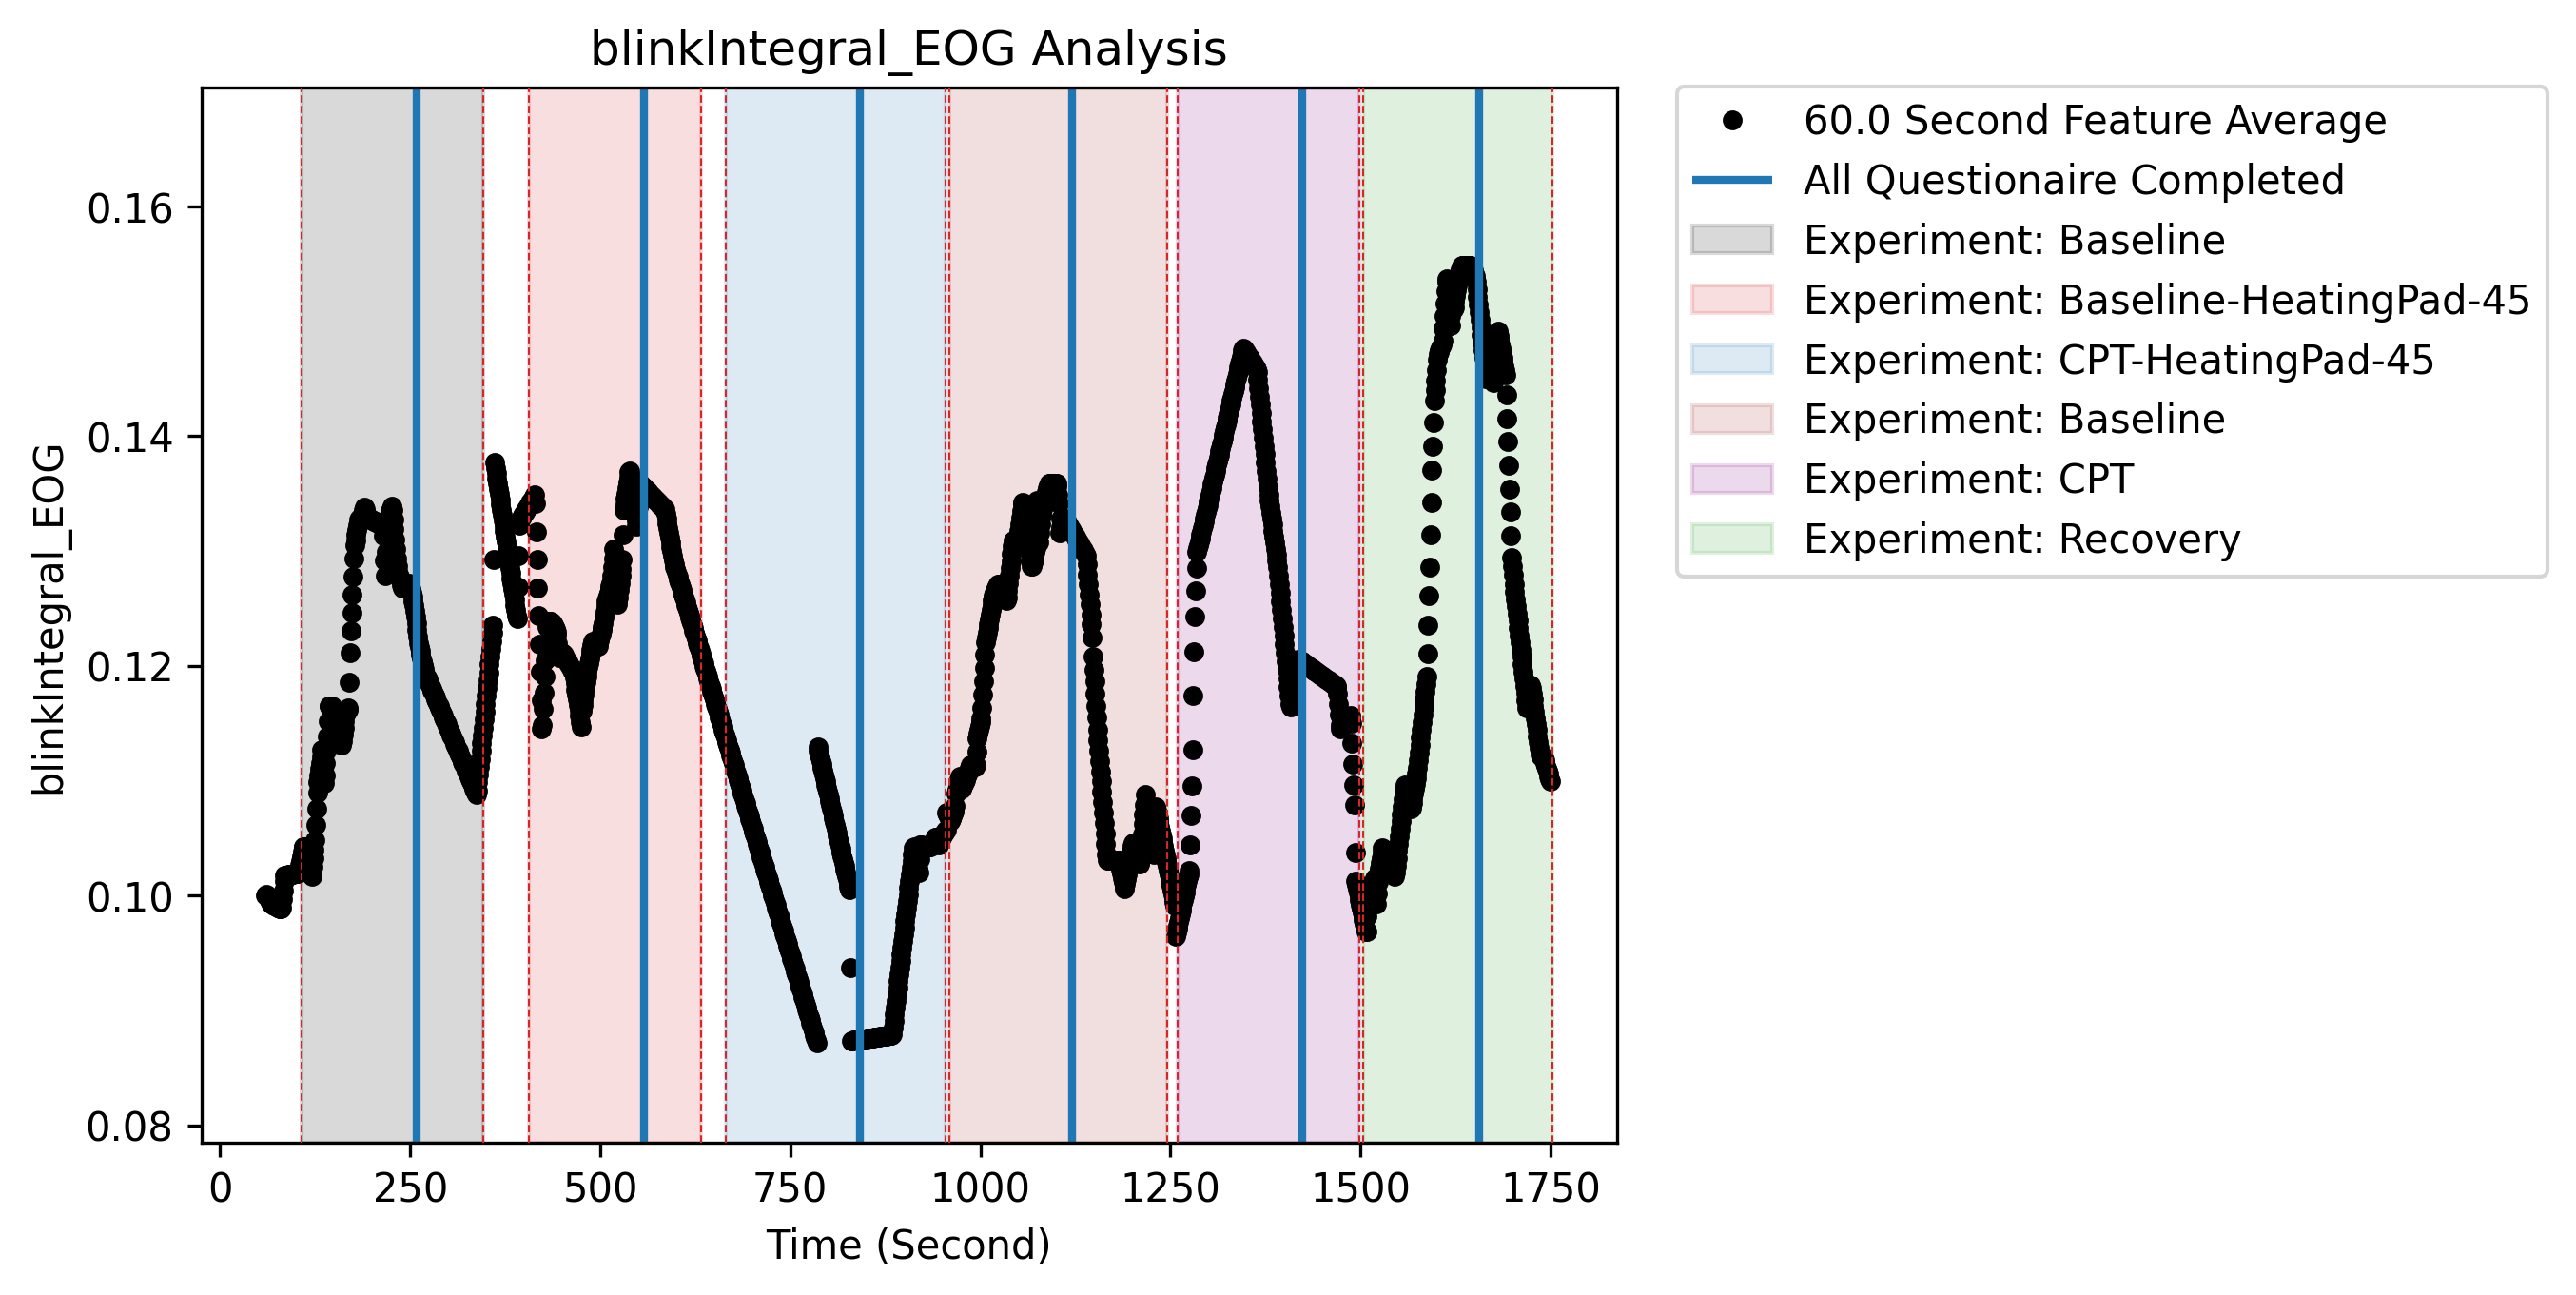 blinkIntegral_EOG Analysis
blinkIntegral_EOG
0.16
0.14
0.12
0.10
0.08
0 250 500 750 1000 1250 1500 1750
Time (Second)
60.0 Second Feature Average
All Questionaire Completed
Experiment: Baseline
Experiment: Baseline-HeatingPad-45
Experiment: CPT-HeatingPad-45
Experiment: Baseline
Experiment: CPT
Experiment: Recovery